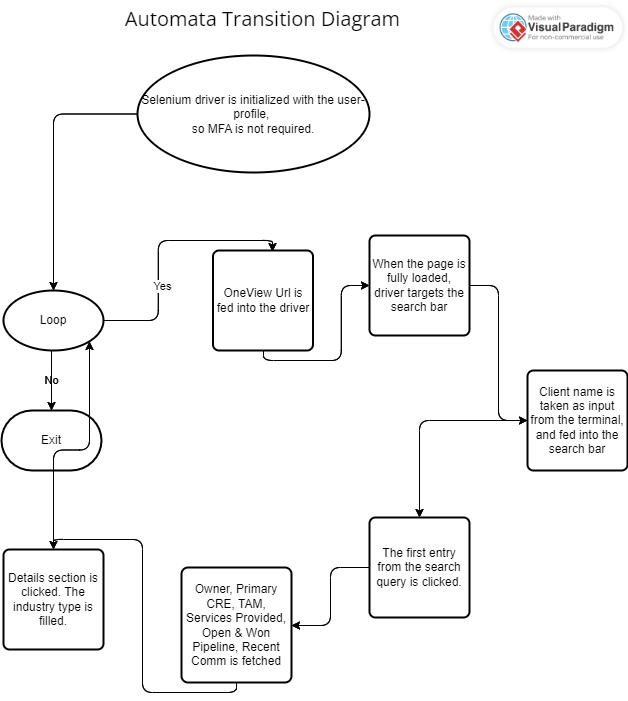 Automata Transition Diagram
Made with
VisualParadigm
For non-commercial use
Selenium driver is initialized with the user-
profile,
so MFA is not required.
Yes
OneView Url is
fed into the driver
When the page is
fully loaded,
driver targets the
search bar
Loop
Client name is
taken as input
from the terminal,
and fed into the
search bar
No
Exit
The first entry
from the search
query is clicked.
Details section is
clicked. The
industry type is
filled.
Owner, Primary
CRE, TAM,
Services Provided,
Open & Won
Pipeline, Recent
Comm is fetched